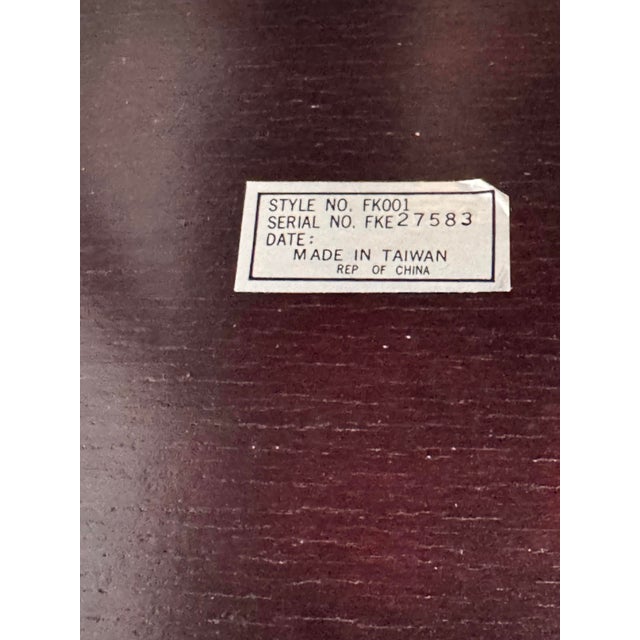 STYLE NO. FK001
SERIAL NO. FKE27583
DATE:
MADE IN TAIWAN
REP OF CHINA